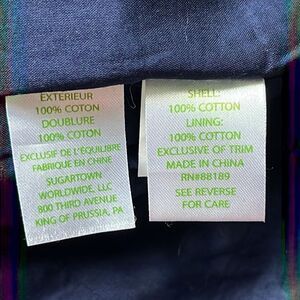 EXTERIEUR
100% COTON
DOUBLURE
100% COTON
EXCLUSIF DE L'EQUILIBRE
FABRIQUE EN CHINE
SUGARTOWN
WORLDWIDE, LLC
800 THIRD AVENUE
KING OF PRUSSIA, PA
SHELL:
100% COTTON
LINING:
100% COTTON
EXCLUSIVE OF TRIM
MADE IN CHINA
RN#88189
SEE REVERSE
FOR CARE